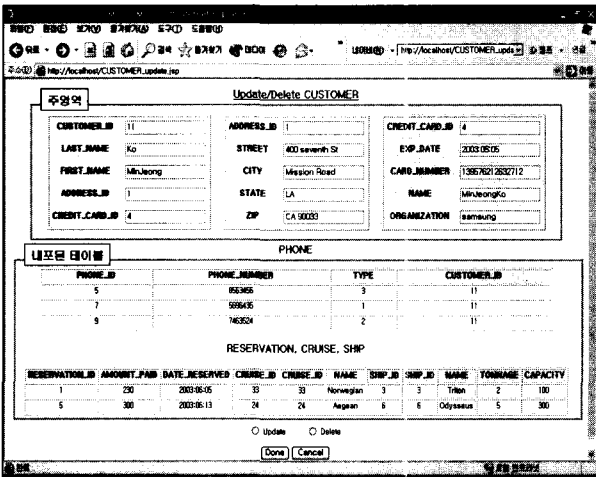 http://localhost/CUSTOMER_update.jsp
주영역
Update/Delete CUSTOMER
CUSTOMER_ID 11 ADDRESS_ID 1 CREDIT_CARD_ID 4
LAST_NAME Ko STREET 400 seventh St EXP_DATE 2003:06:05
FIRST_NAME MinJeong CITY Mission Road CARD_NUMBER 139576212632712
ADDRESS_ID 1 STATE LA NAME MinJeongKo
CREDIT_CARD_ID 4 ZIP CA 90033 ORGANIZATION samsung
내포된 테이블
PHONE
PHONE_ID PHONE_NUMBER TYPE CUSTOMER_ID
5 8563456 3 11
7 5696435 1 11
9 7463524 2 11
RESERVATION, CRUISE, SHIP
RESERVATION_ID AMOUNT_PAID DATE_RESERVED CRUISE_ID CRUISE_ID NAME SHIP_ID SHIP_ID NAME TONNAGE CAPACITY
1 230 2003:06:05 33 33 Norwegian 3 3 Triton 2 100
5 300 2003:06:13 24 24 Aegean 6 6 Odysseus 5 300
Update Delete
Done Cancel